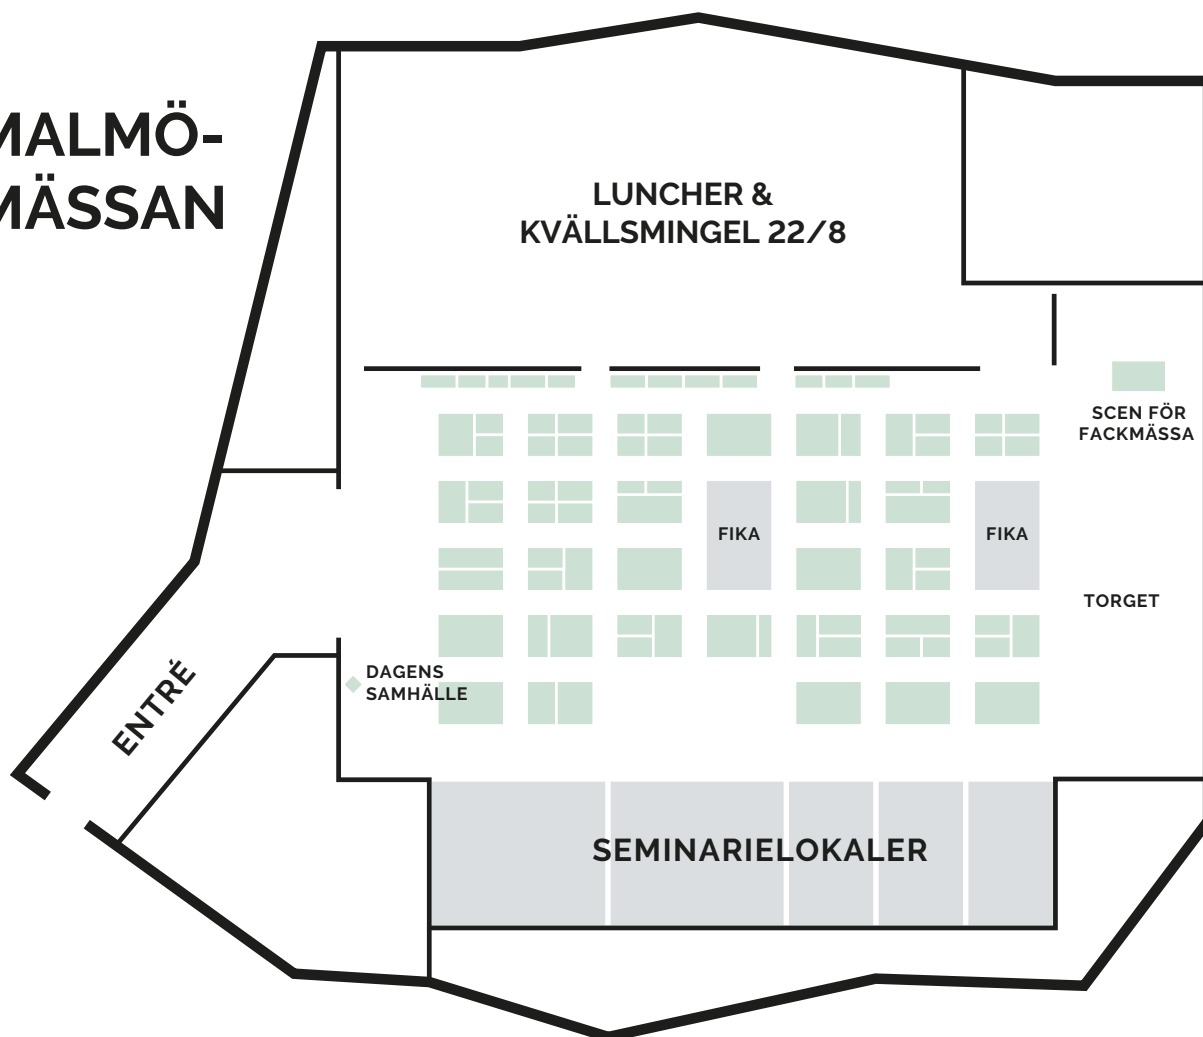 MALMÖ-
MÄSSAN
LUNCHER &
KVÄLLSMINGEL 22/8
SCEN FÖR
FACKMÄSSA
FIKA
FIKA
TORGET
ENTRÉ
DAGENS
SAMHÄLLE
SEMINARIELOKALER